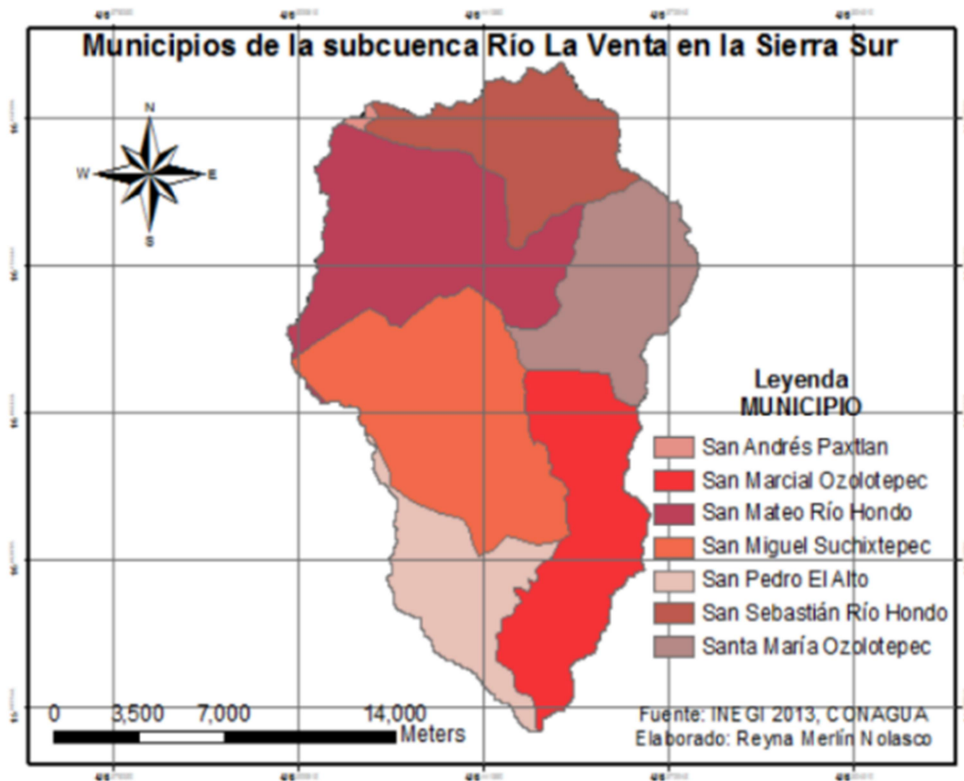 Municipios de la subcuenca Río La Venta en la Sierra Sur
N
W E
S
Leyenda
MUNICIPIO
San Andrés Paxtlan
San Marcial Ozolotepec
San Mateo Río Hondo
San Miguel Suchixtepec
San Pedro El Alto
San Sebastián Río Hondo
Santa María Ozolotepec
0 3,500 7,000 14,000
Meters
Fuente: INEGI 2013, CONAGUA
Elaborado: Reyna Merlín Nolasco